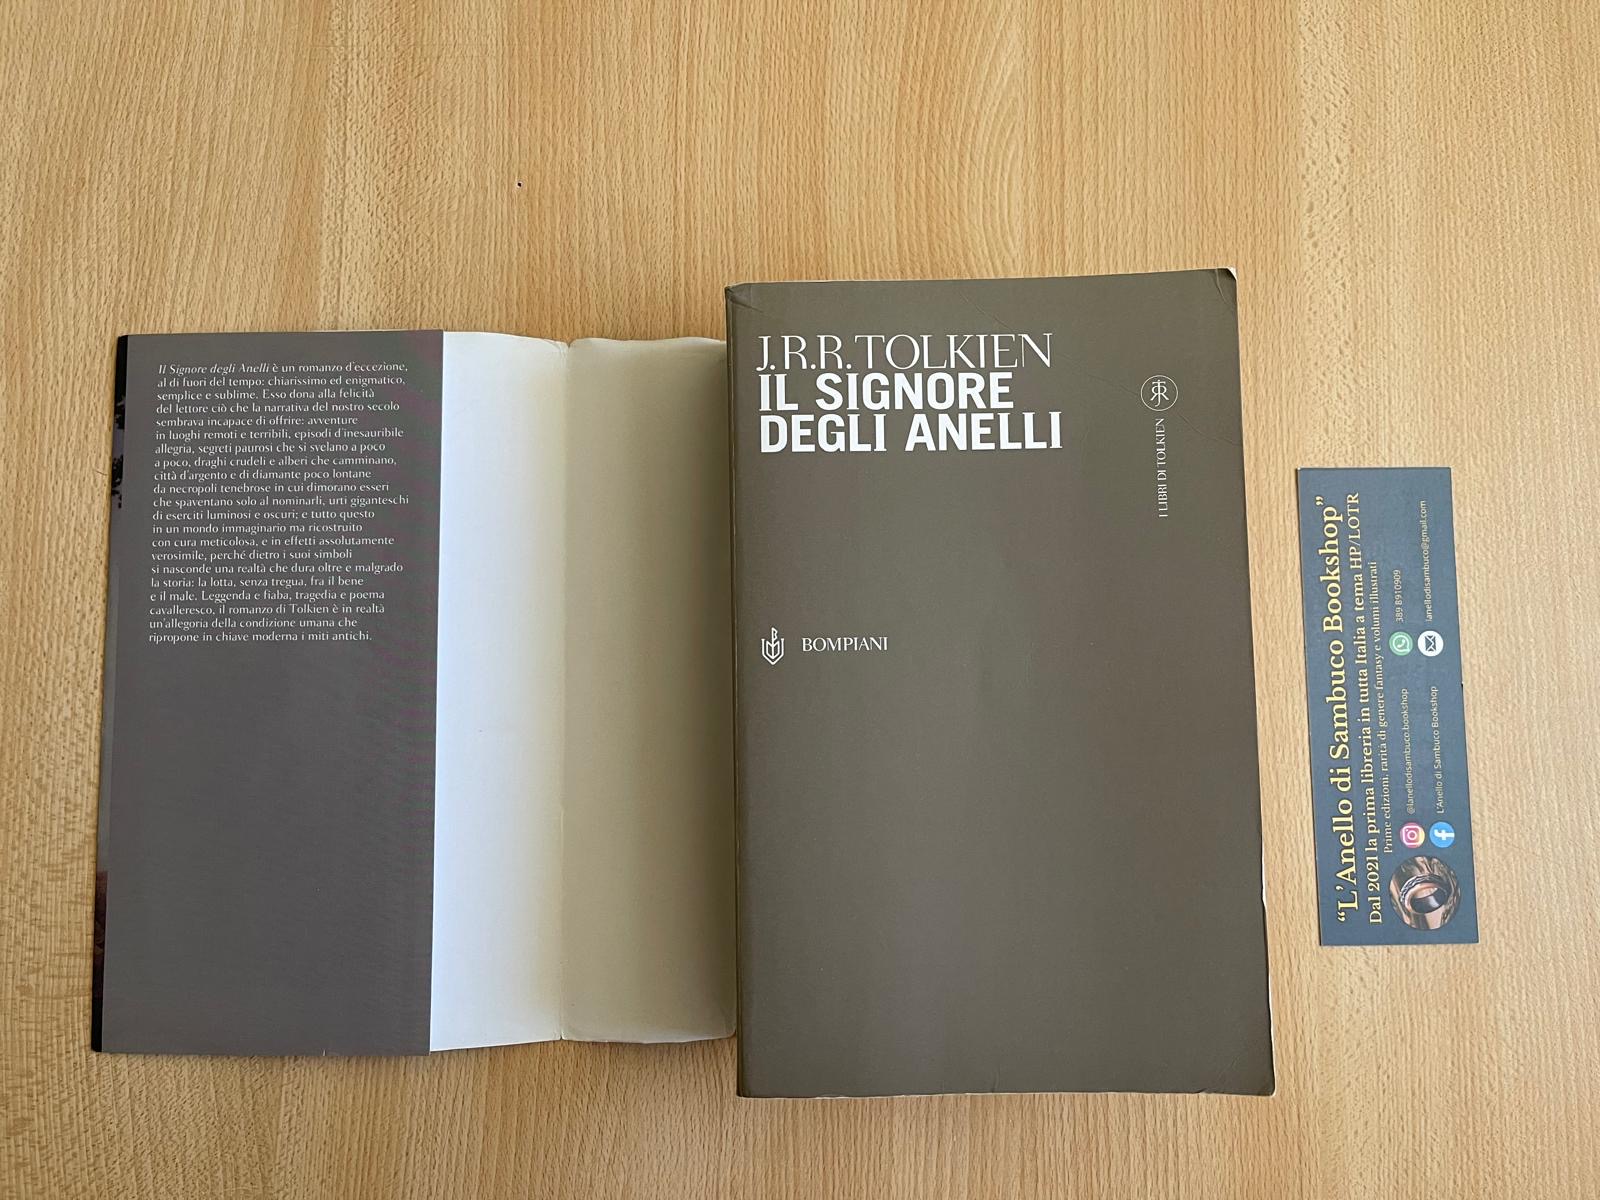 Il Signore degli Anelli è un romanzo d'eccezione,
al di fuori del tempo: chiarissimo ed enigmatico,
semplice e sublime. Esso dona alla felicità
del lettore ciò che la narrativa del nostro secolo
sembrava incapace di offrire: avventure
in luoghi remoti e terribili, episodi d'inesauribile
allegria, segreti paurosi che si svelano a poco
a poco, draghi crudeli e alberi che camminano,
città d'argento e di diamante poco lontane
da necropoli tenebrose in cui dimorano esseri
che spaventano solo al nominarli, urti giganteschi
di eserciti luminosi e oscuri; e tutto questo
in un mondo immaginario ma ricostruito
con cura meticolosa, e in effetti assolutamente
verosimile, perché dietro i suoi simboli
si nasconde una realtà che dura oltre e malgrado
la storia: la lotta, senza tregua, fra il bene
e il male. Leggenda e fiaba, tragedia e poema
cavalleresco, il romanzo di Tolkien è in realtà
un'allegoria della condizione umana che
ripropone in chiave moderna i miti antichi.
J.R.R. TOLKIEN
IL SIGNORE
DEGLI ANELLI
I LIBRI DI TOLKIEN
BOMPIANI
“L'Anello di Sambuco Bookshop”
Dal 2021 la prima libreria in tutta Italia a tema HP/LOTR
Prime edizioni, rarità di genere fantasy e volumi illustrati
@lanellodisambuco.bookshop
389 8910909
L'Anello di Sambuco Bookshop
lanellodisambuco@gmail.com